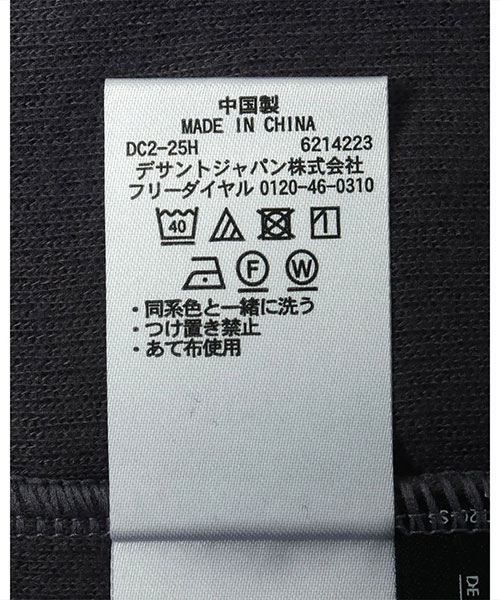 中国製
MADE IN CHINA
DC2-25H 6214223
デサントジャパン株式会社
フリーダイヤル 0120-46-0310
40
F W
・同系色と一緒に洗う
・つけ置き禁止
・あて布使用
DE